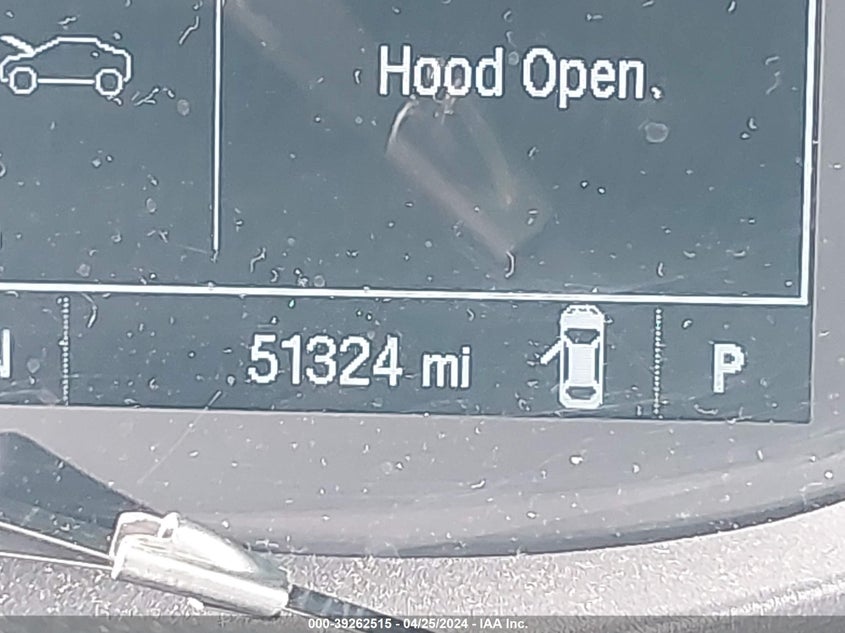 Hood Open.
51324 mi
P
000-39262515 - 04/25/2024 - IAA Inc.